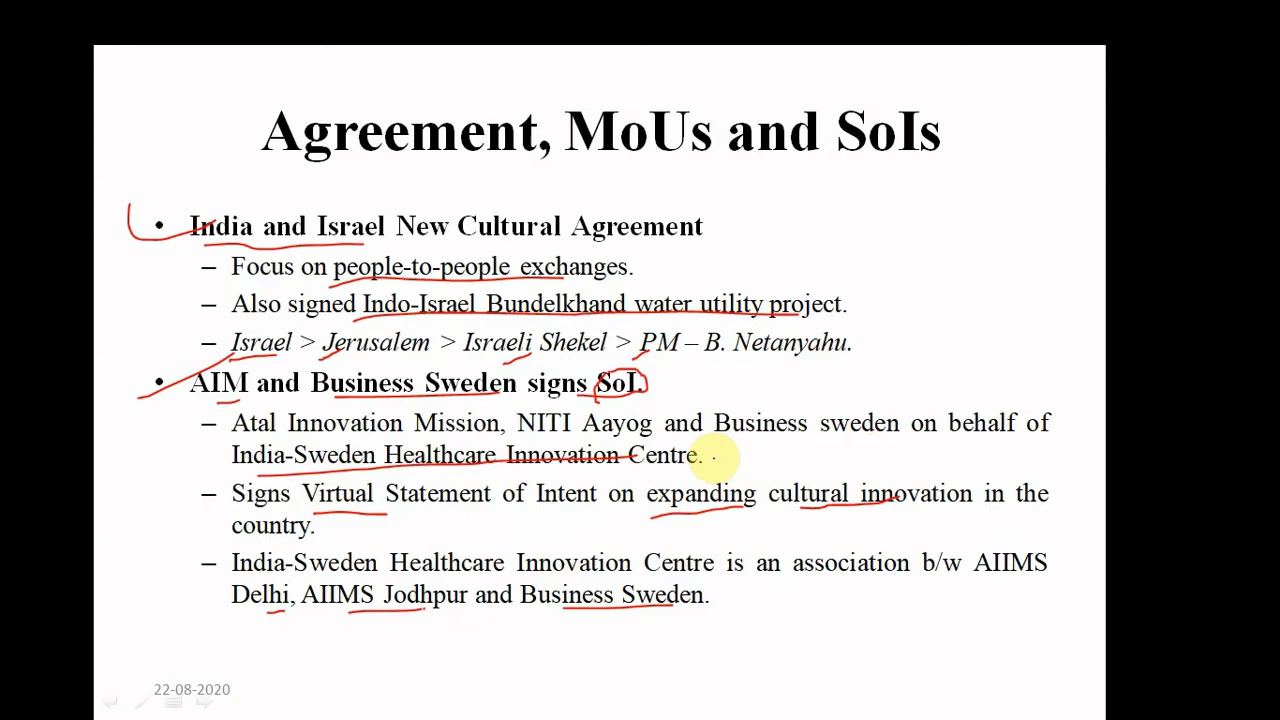 Agreement, MoUs and SoIs
• India and Israel New Cultural Agreement
– Focus on people-to-people exchanges.
– Also signed Indo-Israel Bundelkhand water utility project.
– Israel > Jerusalem > Israeli Shekel > PM – B. Netanyahu.
• AIM and Business Sweden signs SoI.
– Atal Innovation Mission, NITI Aayog and Business sweden on behalf of
India-Sweden Healthcare Innovation Centre.
– Signs Virtual Statement of Intent on expanding cultural innovation in the
country.
– India-Sweden Healthcare Innovation Centre is an association b/w AIIMS
Delhi, AIIMS Jodhpur and Business Sweden.
22-08-2020